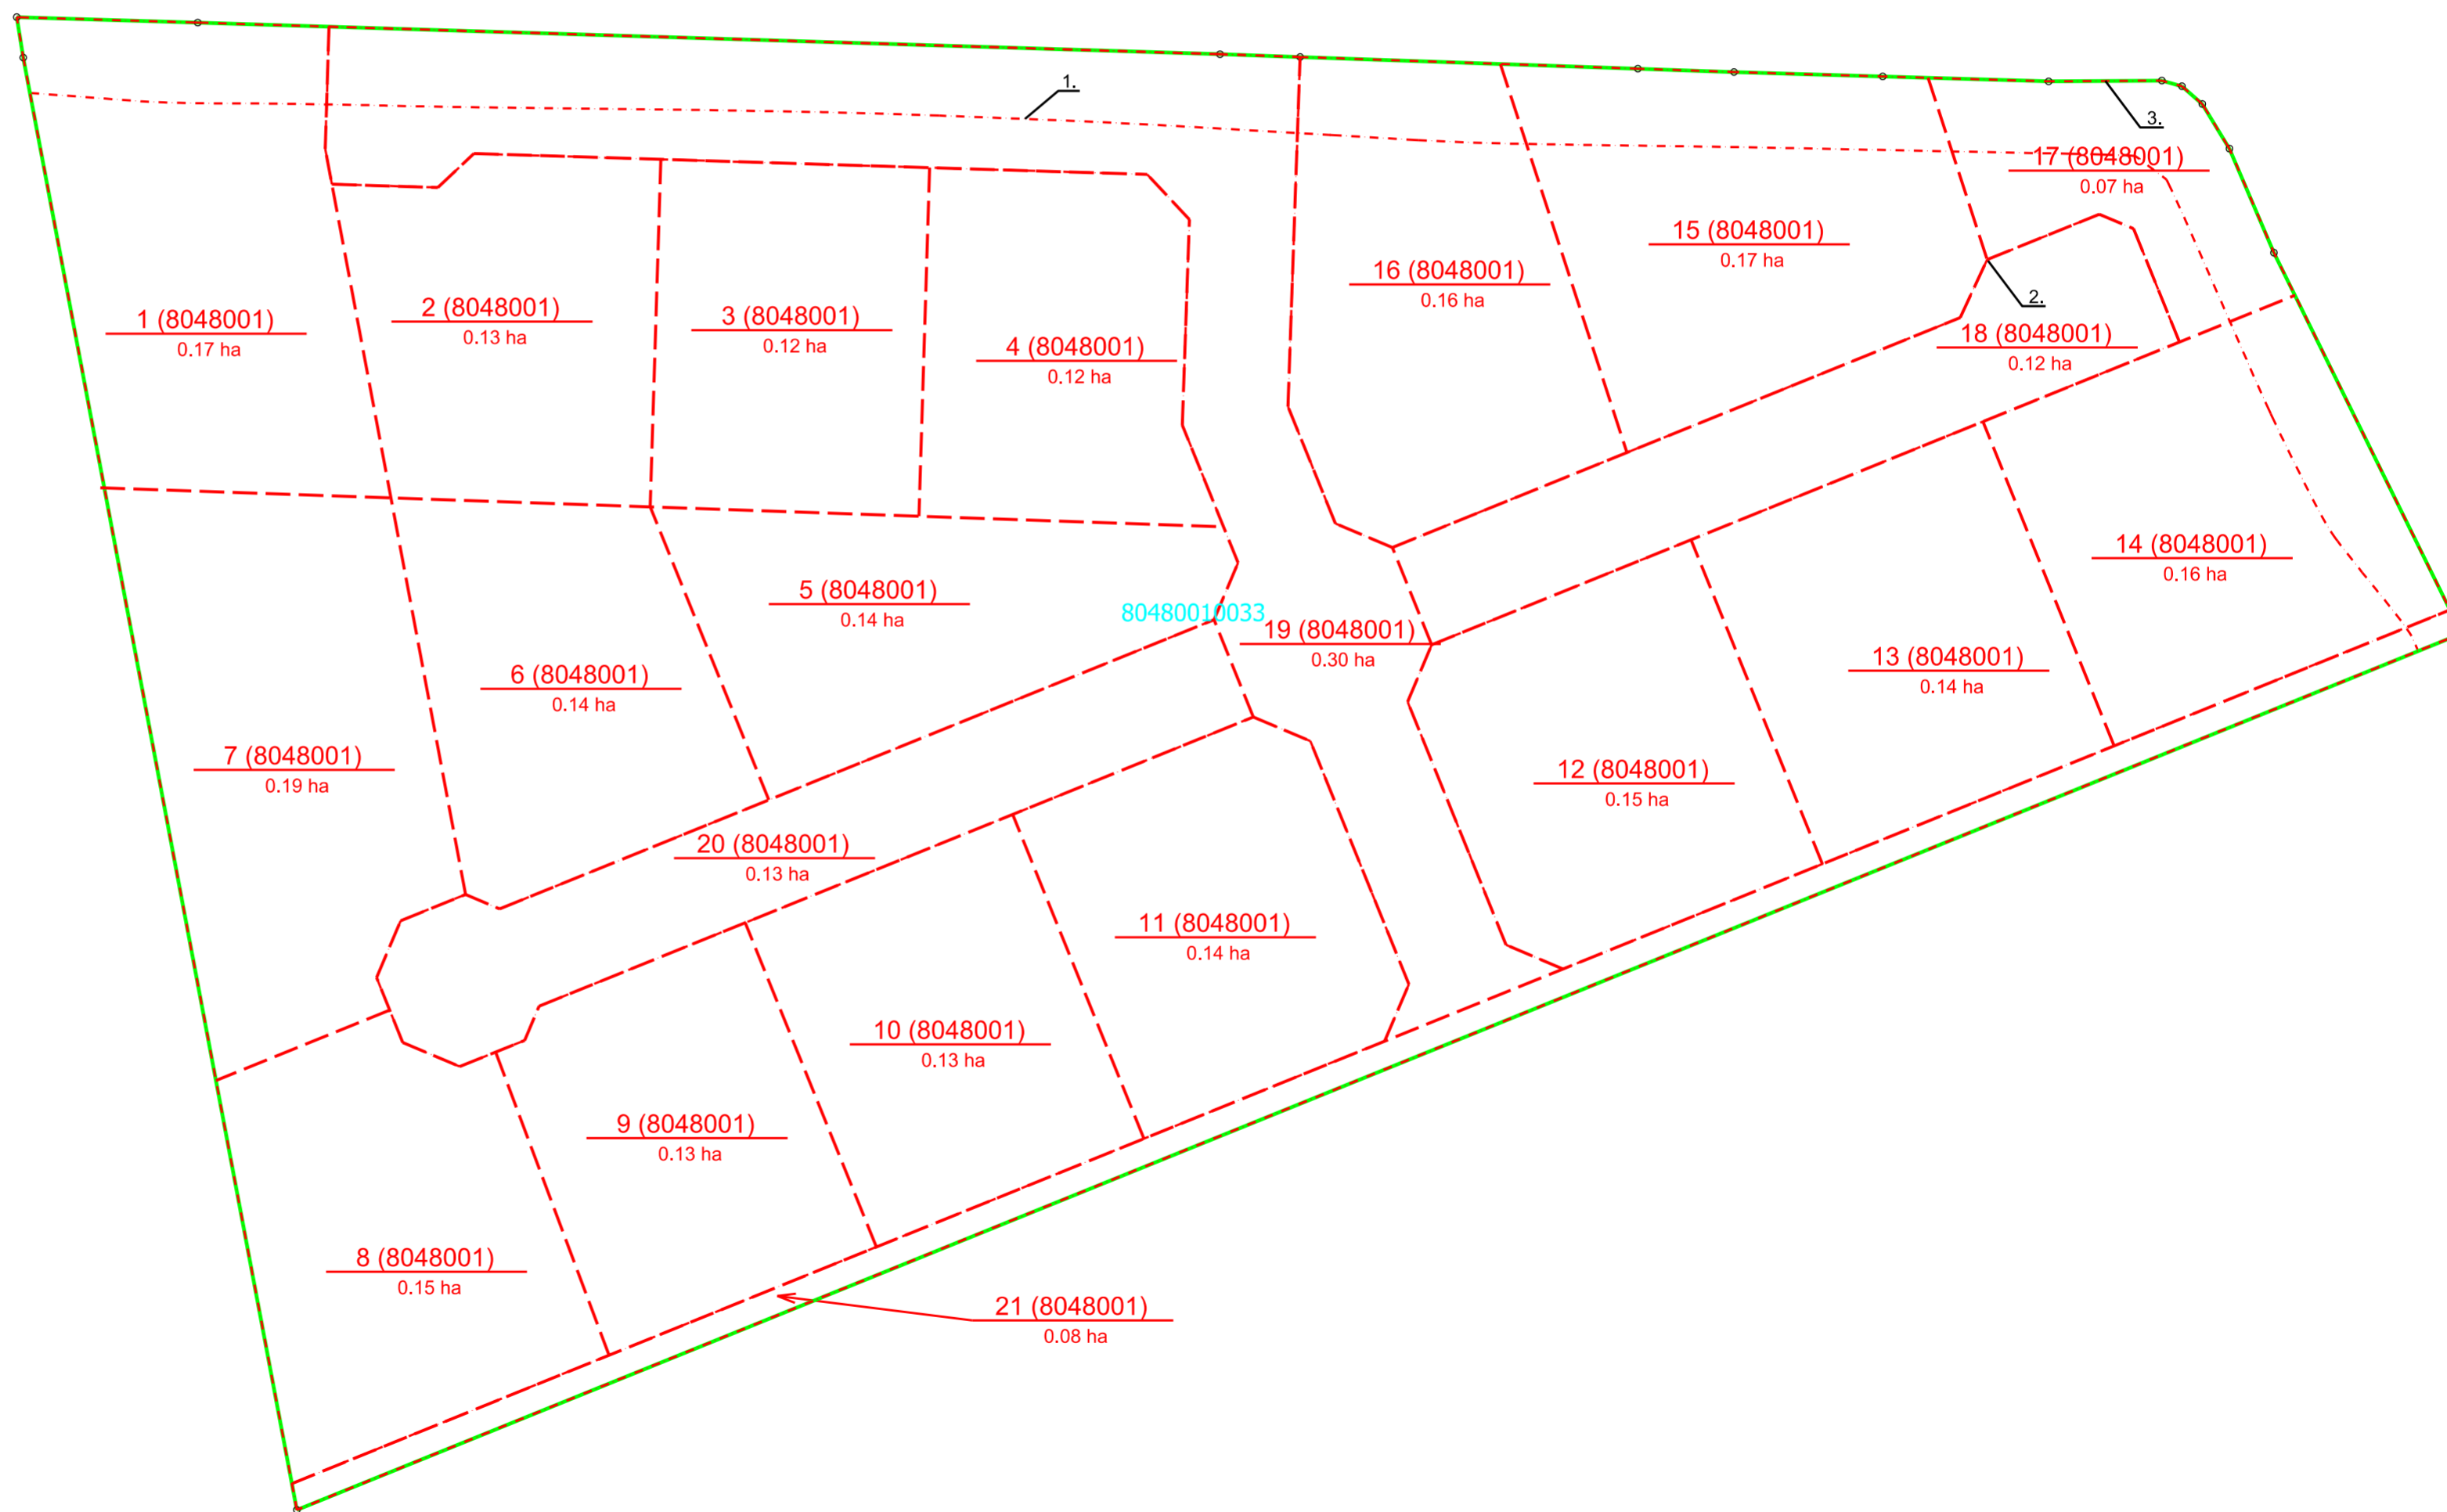 1.
3.
17 (8048001)
0.07 ha
15 (8048001)
0.17 ha
16 (8048001)
0.16 ha
2.
2 (8048001)
0.13 ha
3 (8048001)
0.12 ha
1 (8048001)
0.17 ha
4 (8048001)
0.12 ha
18 (8048001)
0.12 ha
14 (8048001)
0.16 ha
5 (8048001)
0.14 ha
80480010033
19 (8048001)
0.30 ha
13 (8048001)
0.14 ha
6 (8048001)
0.14 ha
7 (8048001)
0.19 ha
12 (8048001)
0.15 ha
20 (8048001)
0.13 ha
11 (8048001)
0.14 ha
10 (8048001)
0.13 ha
9 (8048001)
0.13 ha
8 (8048001)
0.15 ha
21 (8048001)
0.08 ha